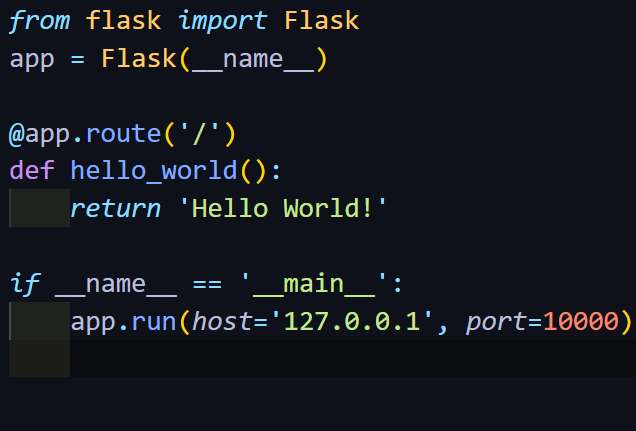 from flask import Flask
app = Flask(__name__)
@app.route('/')
def hello_world():
    return 'Hello World!'
if __name__ == '__main__':
    app.run(host='127.0.0.1', port=10000)